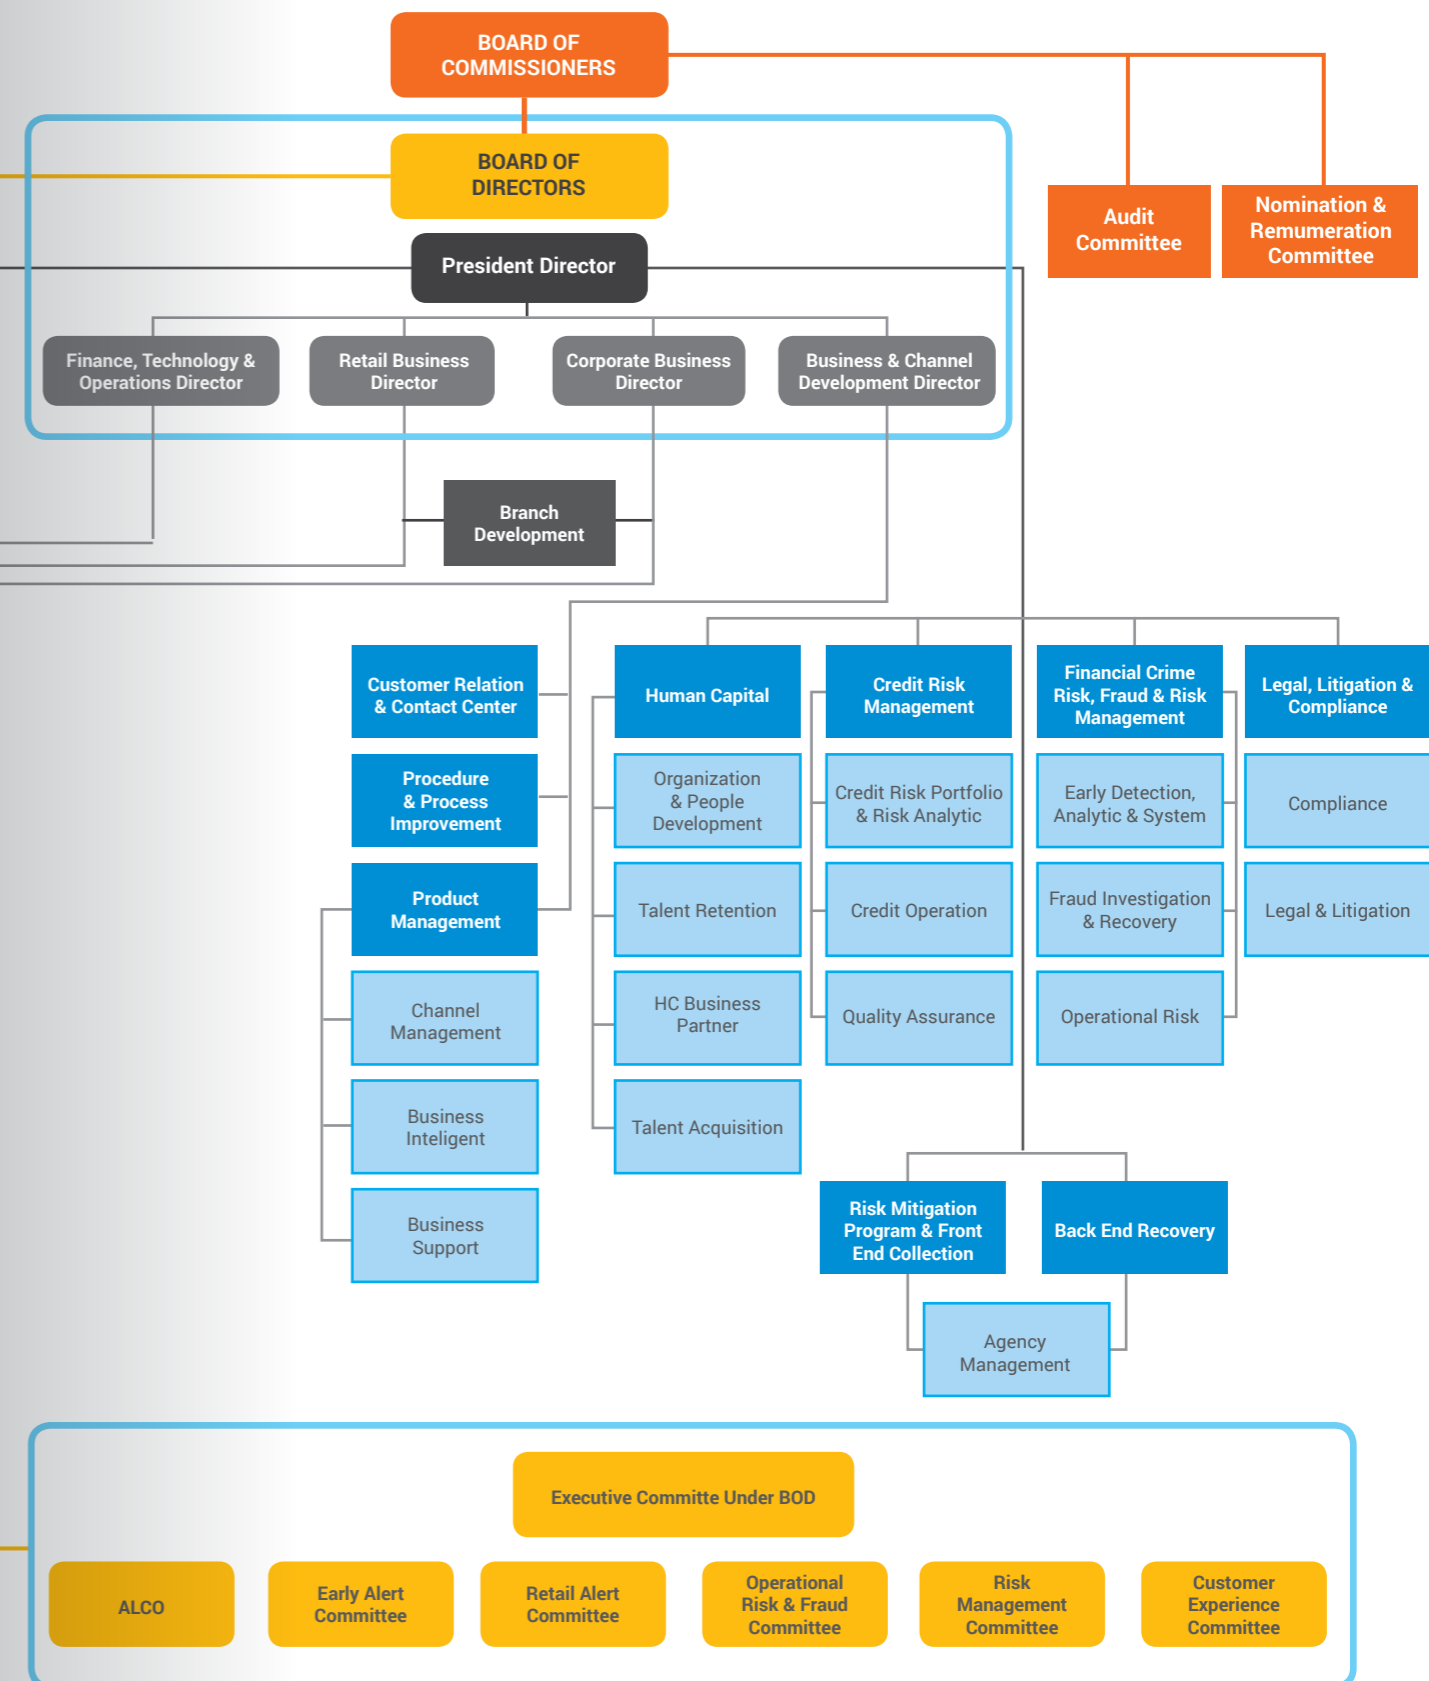 BOARD OF
COMMISSIONERS
BOARD OF
DIRECTORS
Audit
Committee
Nomination &
Remumeration
Committee
President Director
Finance, Technology &
Operations Director
Retail Business
Director
Corporate Business
Director
Business & Channel
Development Director
Branch
Development
Customer Relation
& Contact Center
Procedure
& Process
Improvement
Product
Management
Channel
Management
Business
Inteligent
Business
Support
Human Capital
Organization
& People
Development
Talent Retention
HC Business
Partner
Talent Acquisition
Credit Risk
Management
Credit Risk Portfolio
& Risk Analytic
Credit Operation
Quality Assurance
Financial Crime
Risk, Fraud & Risk
Management
Early Detection,
Analytic & System
Fraud Investigation
& Recovery
Operational Risk
Legal, Litigation &
Compliance
Compliance
Legal & Litigation
Risk Mitigation
Program & Front
End Collection
Back End Recovery
Agency
Management
Executive Committe Under BOD
ALCO
Early Alert
Committee
Retail Alert
Committee
Operational
Risk & Fraud
Committee
Risk
Management
Committee
Customer
Experience
Committee